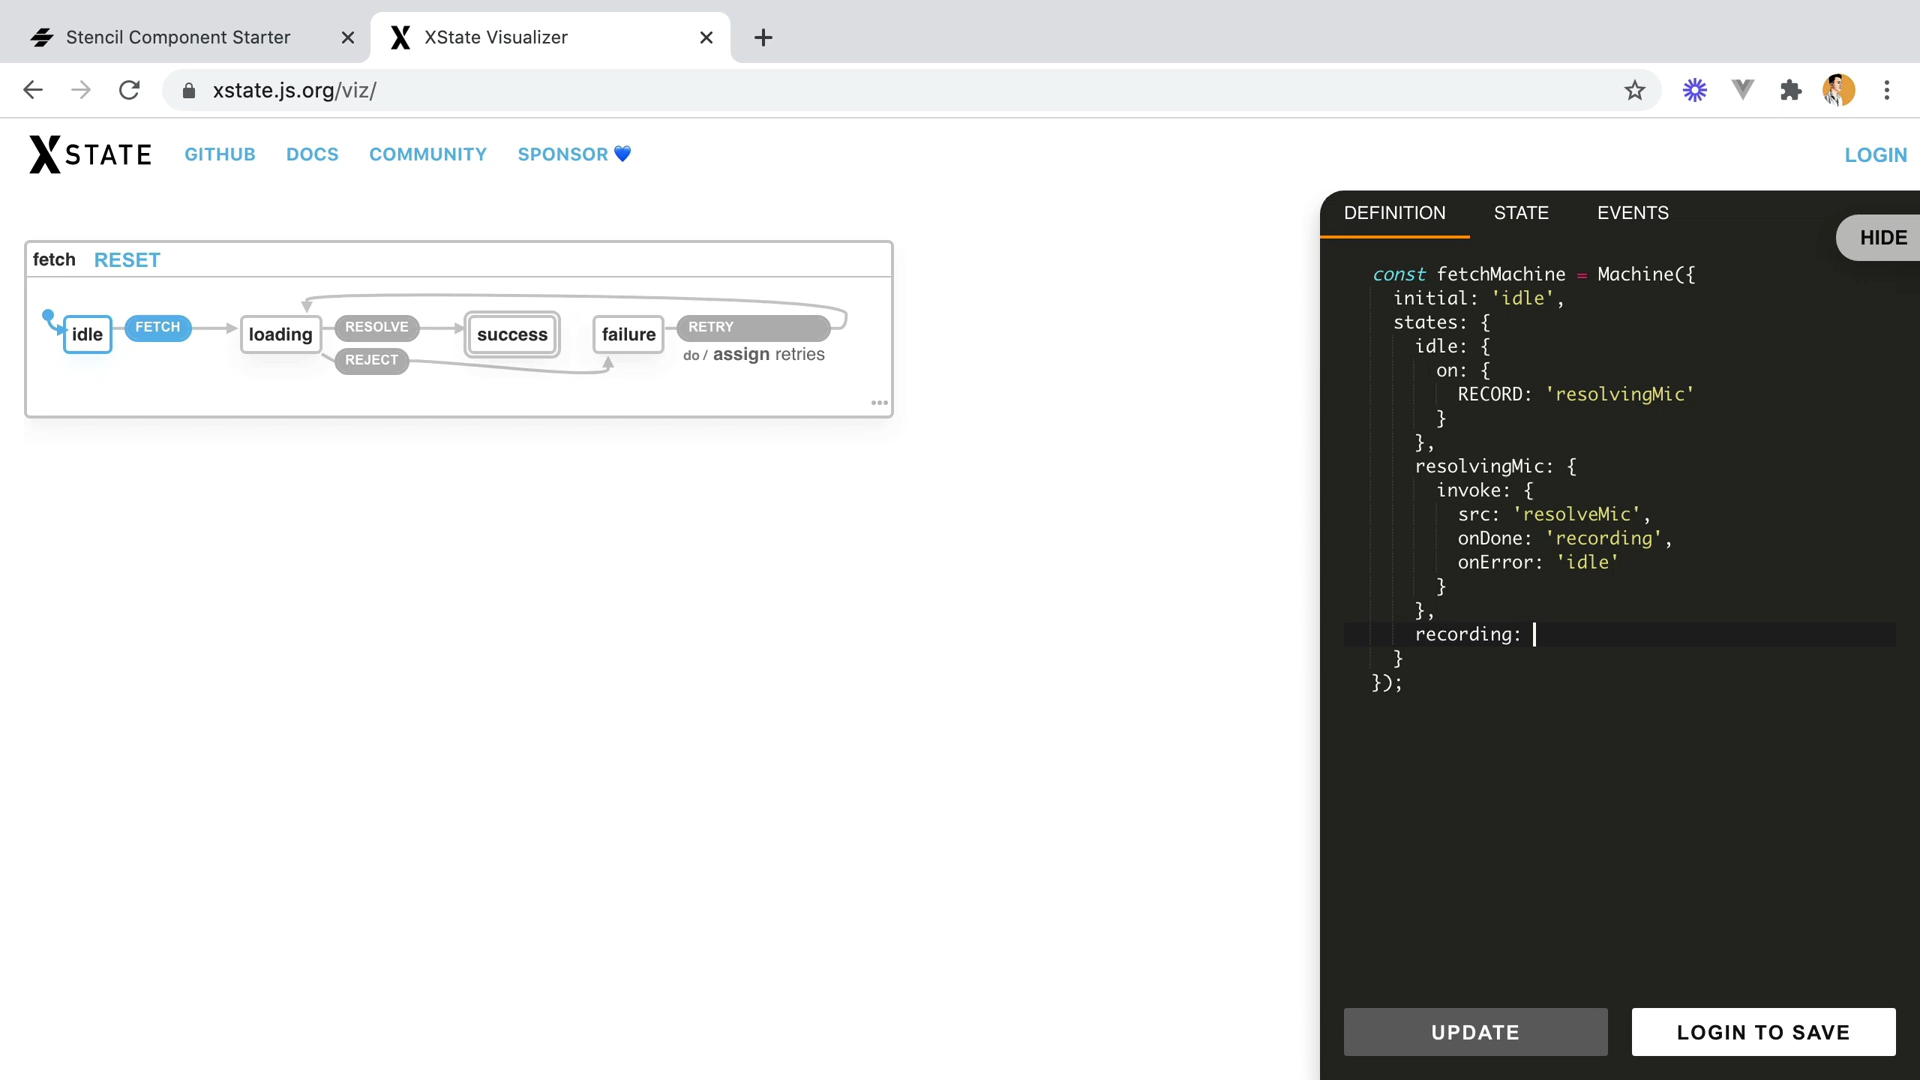 Stencil Component Starter
XState Visualizer
xstate.js.org/viz/
XSTATE
GITHUB
DOCS
COMMUNITY
SPONSOR 💙
LOGIN
DEFINITION
STATE
EVENTS
HIDE
fetch
RESET
idle
FETCH
loading
RESOLVE
REJECT
success
failure
RETRY
do / assign retries
const fetchMachine = Machine({
initial: 'idle',
states: {
idle: {
on: {
RECORD: 'resolvingMic'
}
},
resolvingMic: {
invoke: {
src: 'resolveMic',
onDone: 'recording',
onError: 'idle'
}
},
recording:
}
});
UPDATE
LOGIN TO SAVE